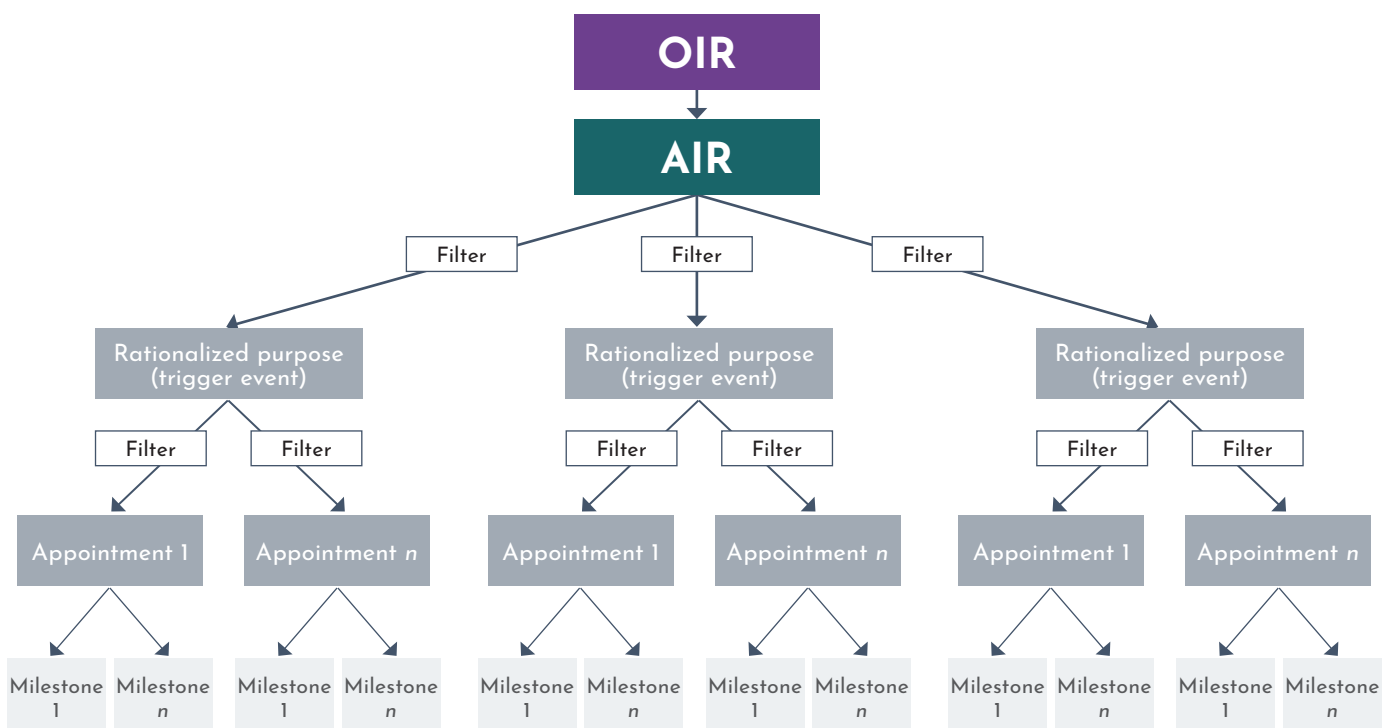 OIR
AIR
Filter
Filter
Filter
Rationalized purpose
(trigger event)
Rationalized purpose
(trigger event)
Rationalized purpose
(trigger event)
Filter
Filter
Filter
Filter
Filter
Filter
Appointment 1
Appointment n
Appointment 1
Appointment n
Appointment 1
Appointment n
Milestone
1
Milestone
n
Milestone
1
Milestone
n
Milestone
1
Milestone
n
Milestone
1
Milestone
n
Milestone
1
Milestone
n
Milestone
1
Milestone
n